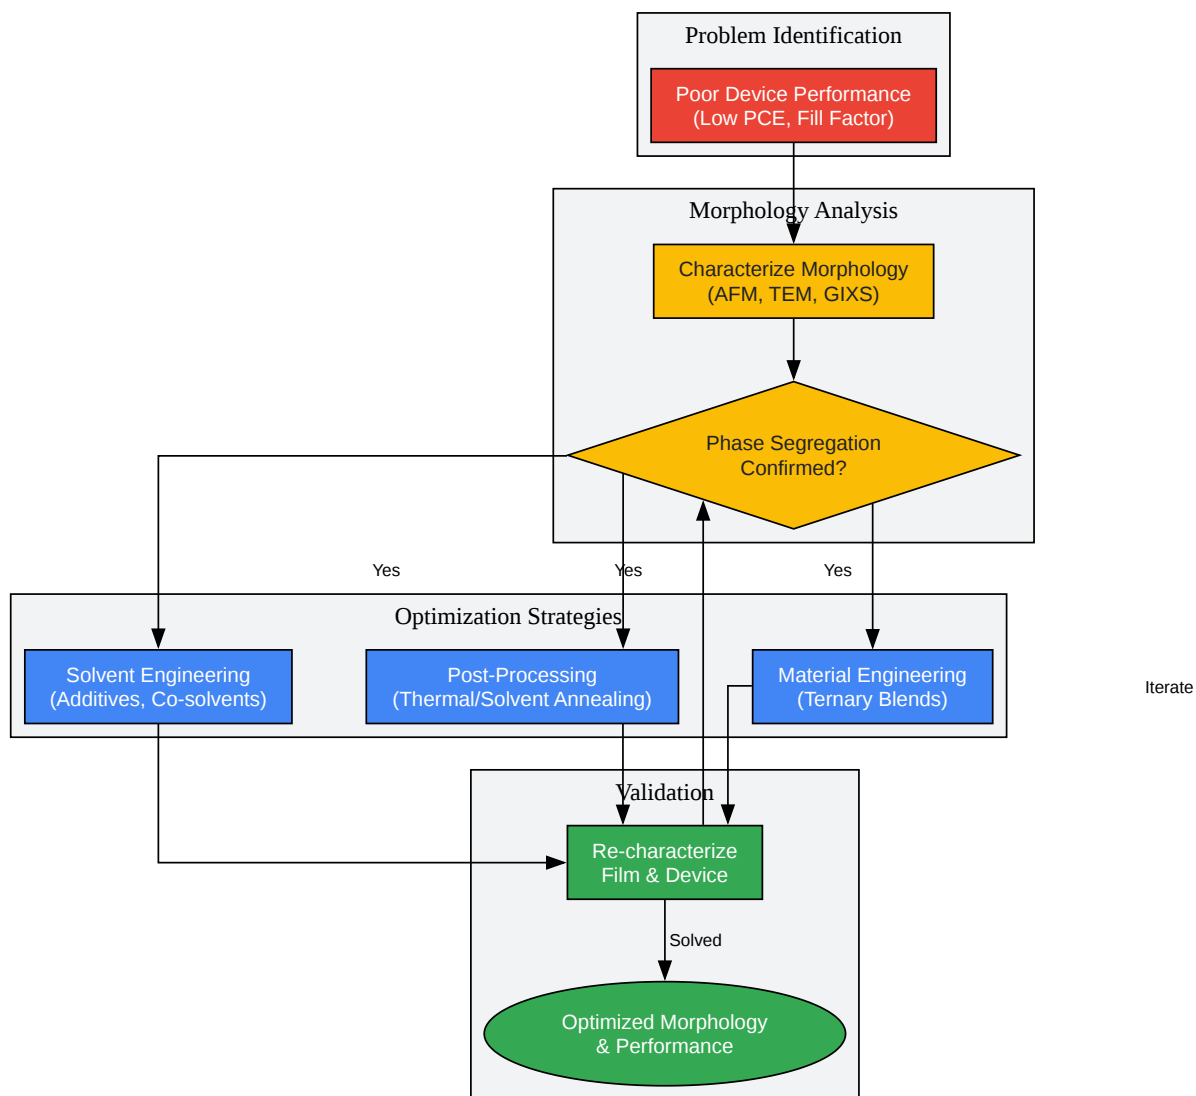 Problem Identification
Poor Device Performance
(Low PCE, Fill Factor)
Morphology Analysis
Characterize Morphology
(AFM, TEM, GIXS)
Phase Segregation
Confirmed?
Yes
Yes
Yes
Optimization Strategies
Solvent Engineering
(Additives, Co-solvents)
Post-Processing
(Thermal/Solvent Annealing)
Material Engineering
(Ternary Blends)
Iterate
Validation
Re-characterize
Film & Device
Solved
Optimized Morphology
& Performance